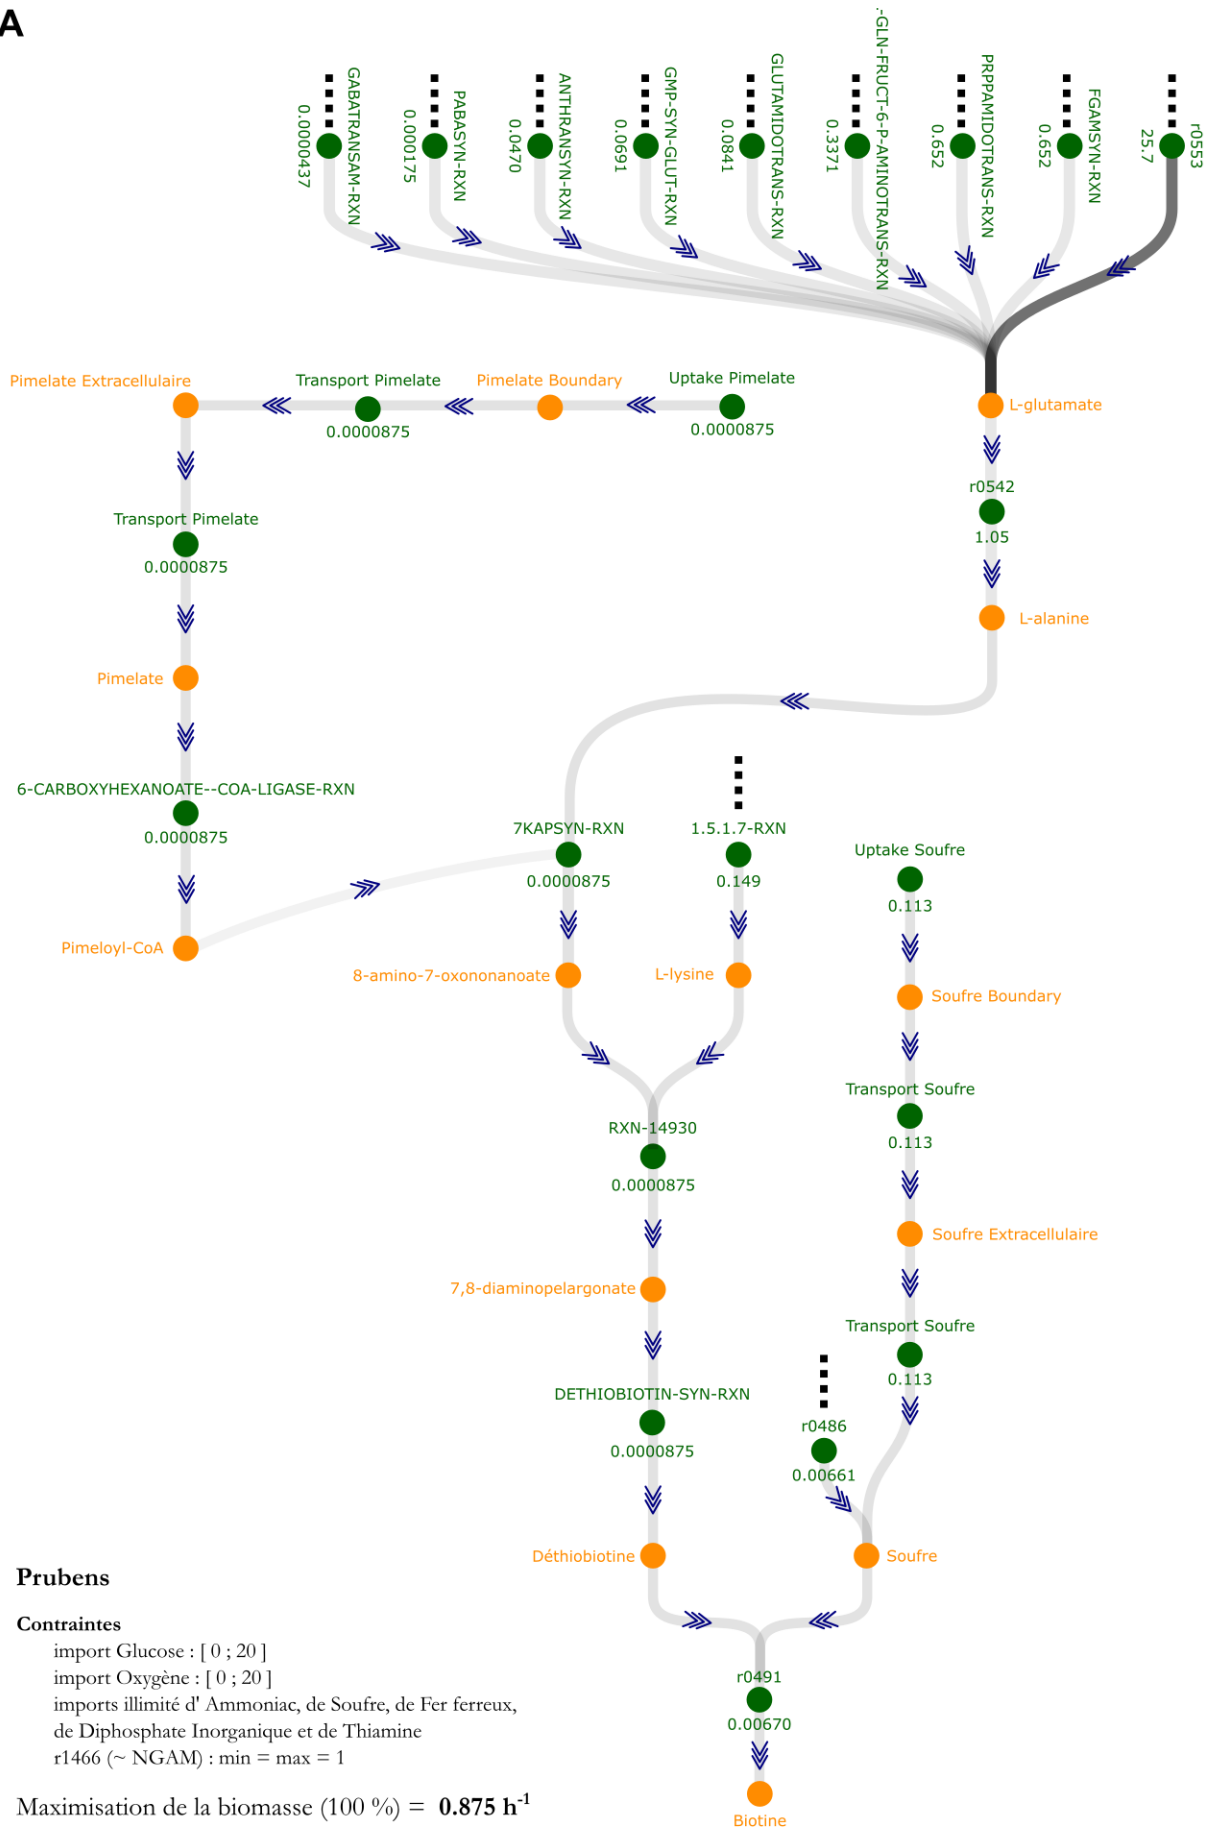 A
GABATRANSAM-RXN
0.0000437
PABASYN-RXN
0.000175
ANTHRANSYN-RXN
0.0470
GMP-SYN-GLUT-RXN
0.0691
GLUTAMIDOTRANS-RXN
0.0841
.-GLN-FRUCT-6-P-AMINOTRANS-RXN
0.3371
PRPPAMIDOTRANS-RXN
0.652
FGAMSYN-RXN
0.652
r0553
25.7
Pimelate Extracellulaire
Transport Pimelate
0.0000875
Pimelate Boundary
Uptake Pimelate
0.0000875
L-glutamate
r0542
1.05
Transport Pimelate
0.0000875
L-alanine
Pimelate
6-CARBOXYHEXANOATE--COA-LIGASE-RXN
0.0000875
7KAPSYN-RXN
0.0000875
1.5.1.7-RXN
0.149
Uptake Soufre
0.113
Pimeloyl-CoA
8-amino-7-oxononanoate
L-lysine
Soufre Boundary
Transport Soufre
0.113
RXN-14930
0.0000875
Soufre Extracellulaire
7,8-diaminopelargonate
Transport Soufre
0.113
DETHIOBIOTIN-SYN-RXN
0.0000875
r0486
0.00661
Déthiobiotine
Soufre
r0491
0.00670
Biotine
Prubens
Contraintes
import Glucose : [ 0 ; 20 ]
import Oxygène : [ 0 ; 20 ]
imports illimité d' Ammoniac, de Soufre, de Fer ferreux,
de Diphosphate Inorganique et de Thiamine
r1466 (~ NGAM) : min = max = 1
Maximisation de la biomasse (100 %) = 0.875 h⁻¹